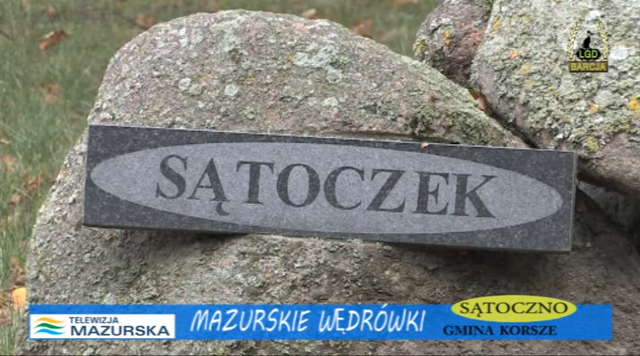 LGD
BARCJA
SĄTOCZEK
TELEWIZJA
MAZURSKA
MAZURSKIE WĘDRÓWKI
SĄTOCZNO
GMINA KORSZE